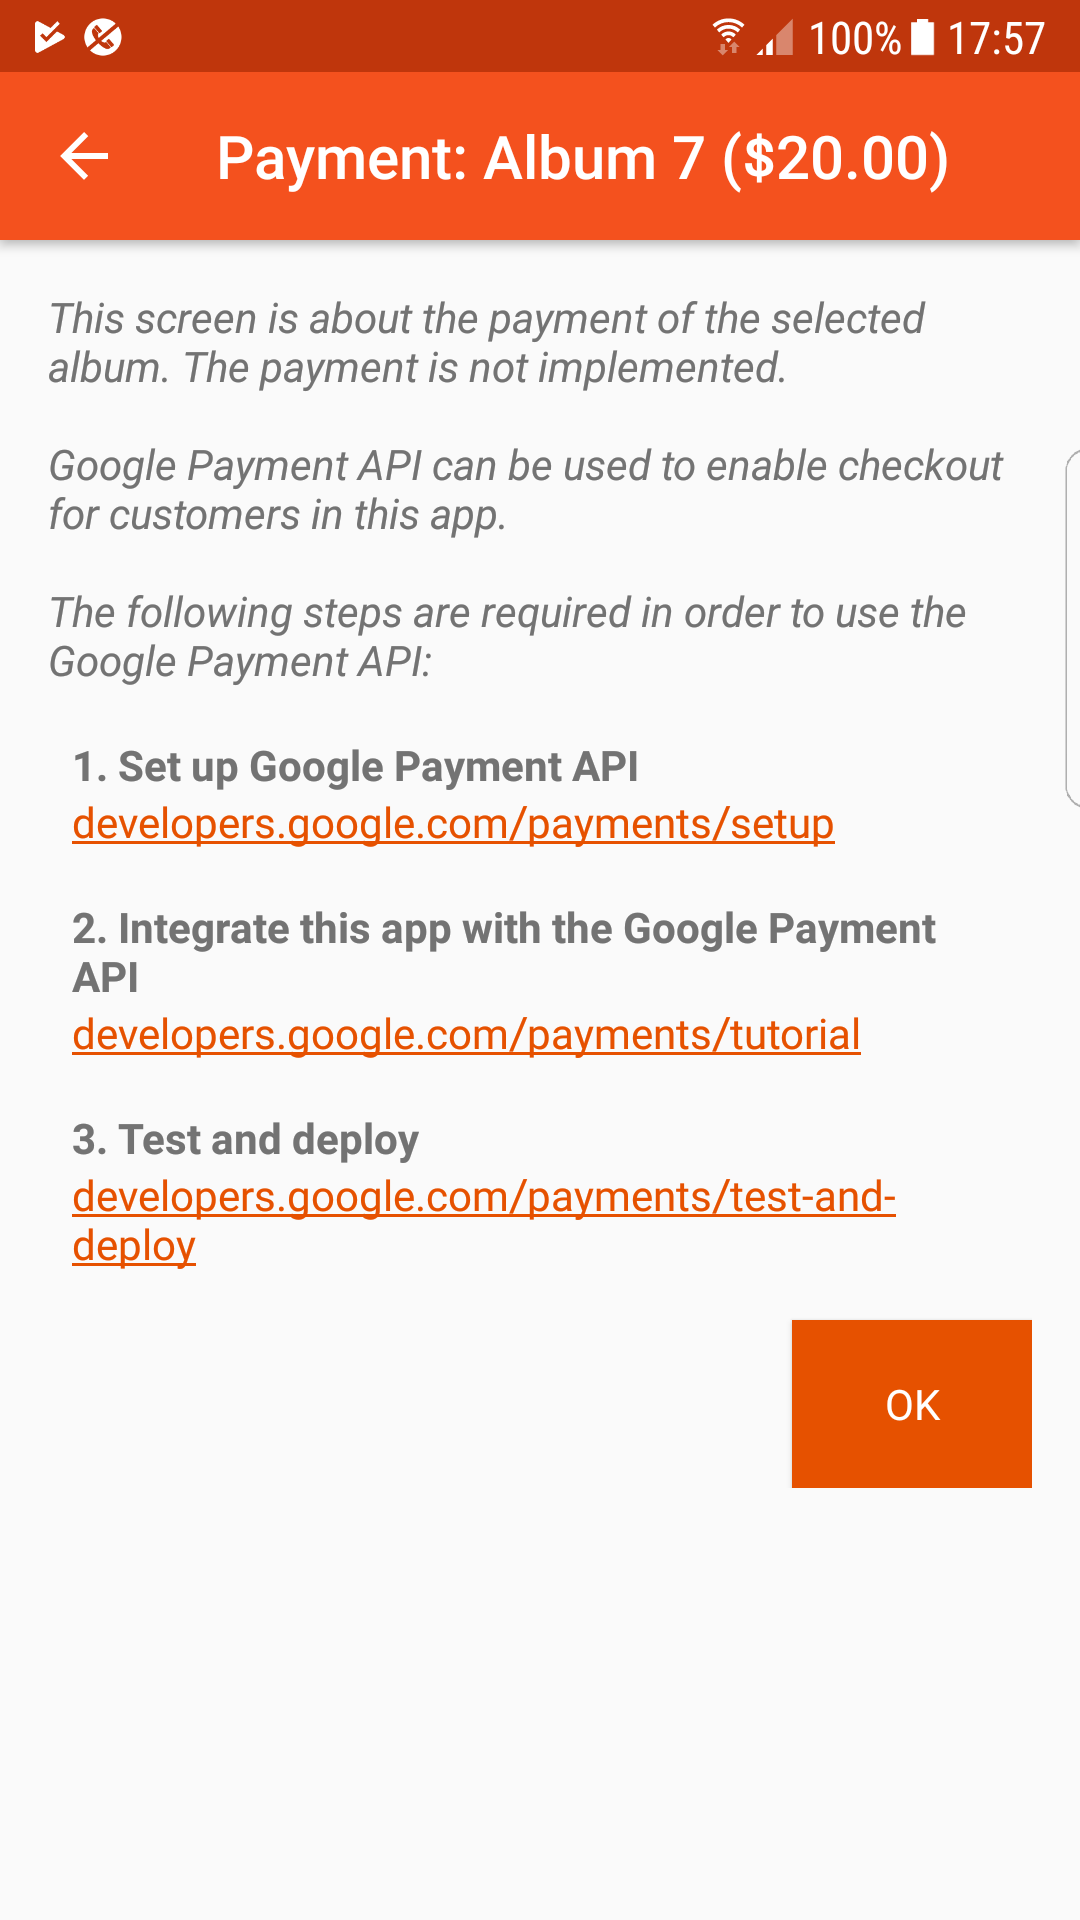 100% 17:57
Payment: Album 7 ($20.00)
This screen is about the payment of the selected
album. The payment is not implemented.
Google Payment API can be used to enable checkout
for customers in this app.
The following steps are required in order to use the
Google Payment API:
1. Set up Google Payment API
developers.google.com/payments/setup
2. Integrate this app with the Google Payment
API
developers.google.com/payments/tutorial
3. Test and deploy
developers.google.com/payments/test-and-
deploy
OK